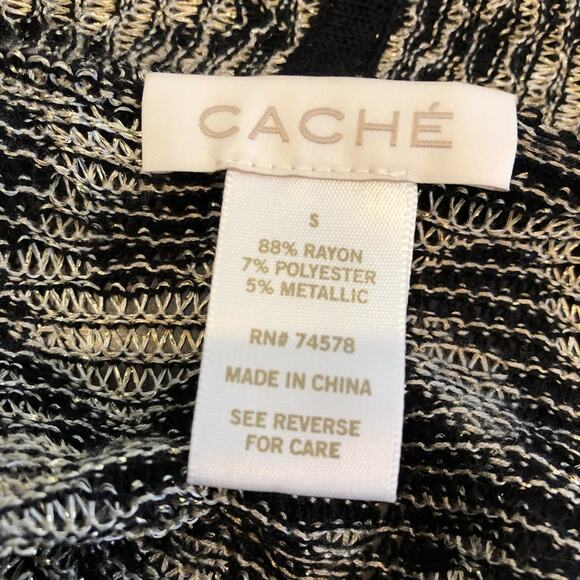 CACHÉ
S
88% RAYON
7% POLYESTER
5% METALLIC
RN# 74578
MADE IN CHINA
SEE REVERSE
FOR CARE